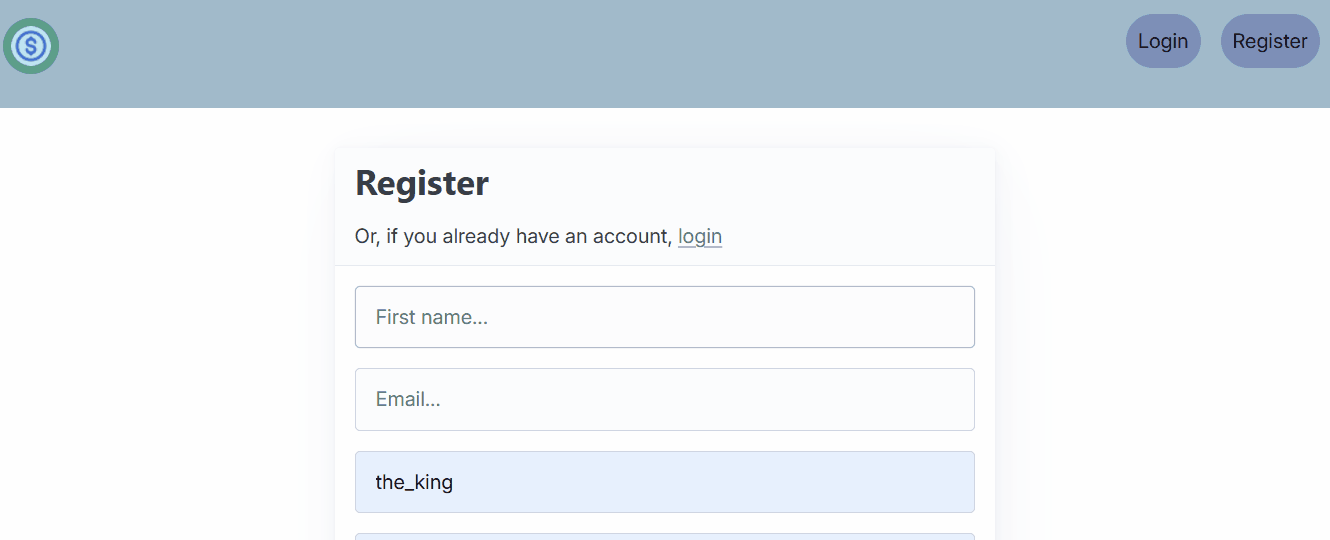 $
Login Register
Register
Or, if you already have an account, login
First name...
Email...
the_king